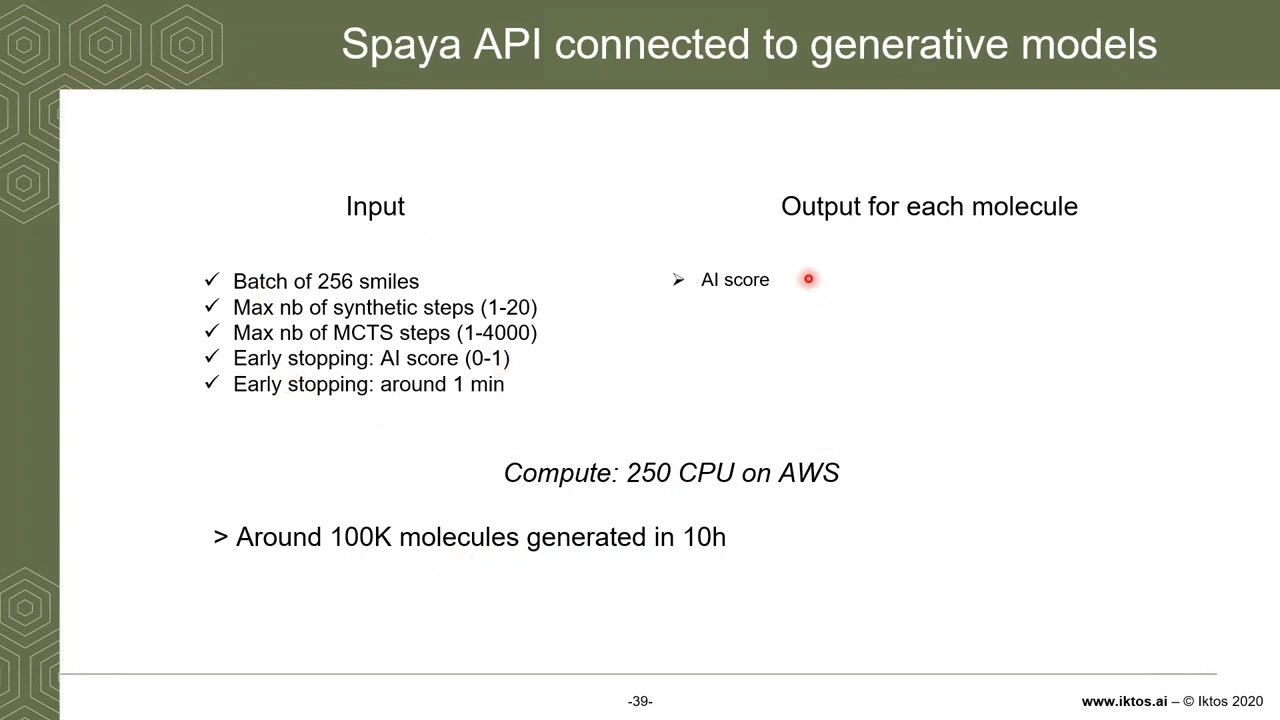 Spaya API connected to generative models
Input
Output for each molecule
✓ Batch of 256 smiles
✓ Max nb of synthetic steps (1-20)
✓ Max nb of MCTS steps (1-4000)
✓ Early stopping: AI score (0-1)
✓ Early stopping: around 1 min
➢ AI score
Compute: 250 CPU on AWS
> Around 100K molecules generated in 10h
-39-
www.iktos.ai – © Iktos 2020